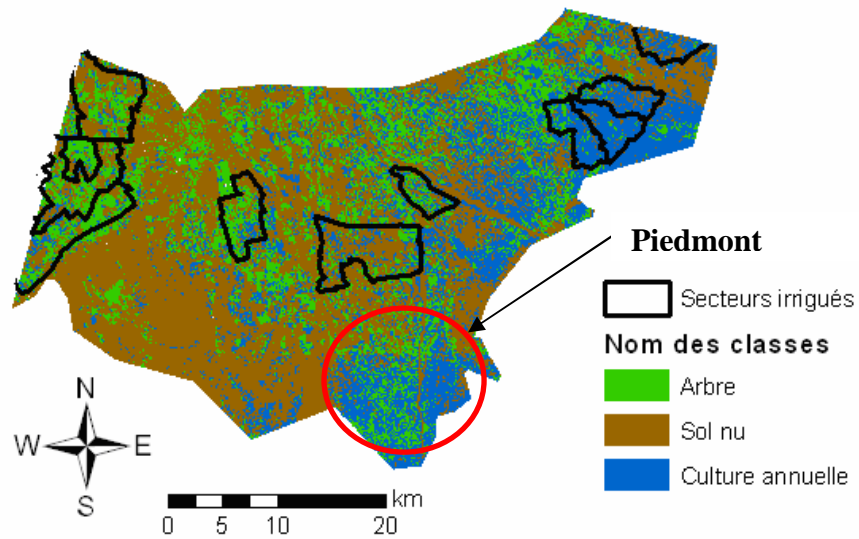 Piedmont
Secteurs irrigués
Nom des classes
Arbre
Sol nu
Culture annuelle
N
W E
S
km
0 5 10 20